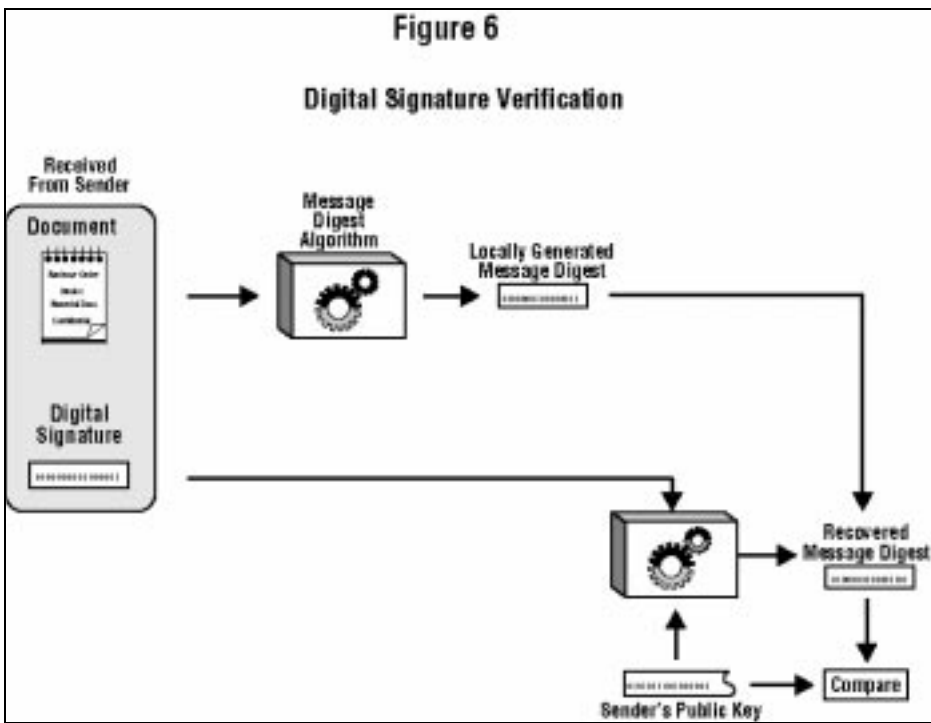 Figure 6
Digital Signature Verification
Received
From Sender
Document
Message
Digest
Algorithm
Locally Generated
Message Digest
Digital
Signature
Recovered
Message Digest
Sender's Public Key
Compare